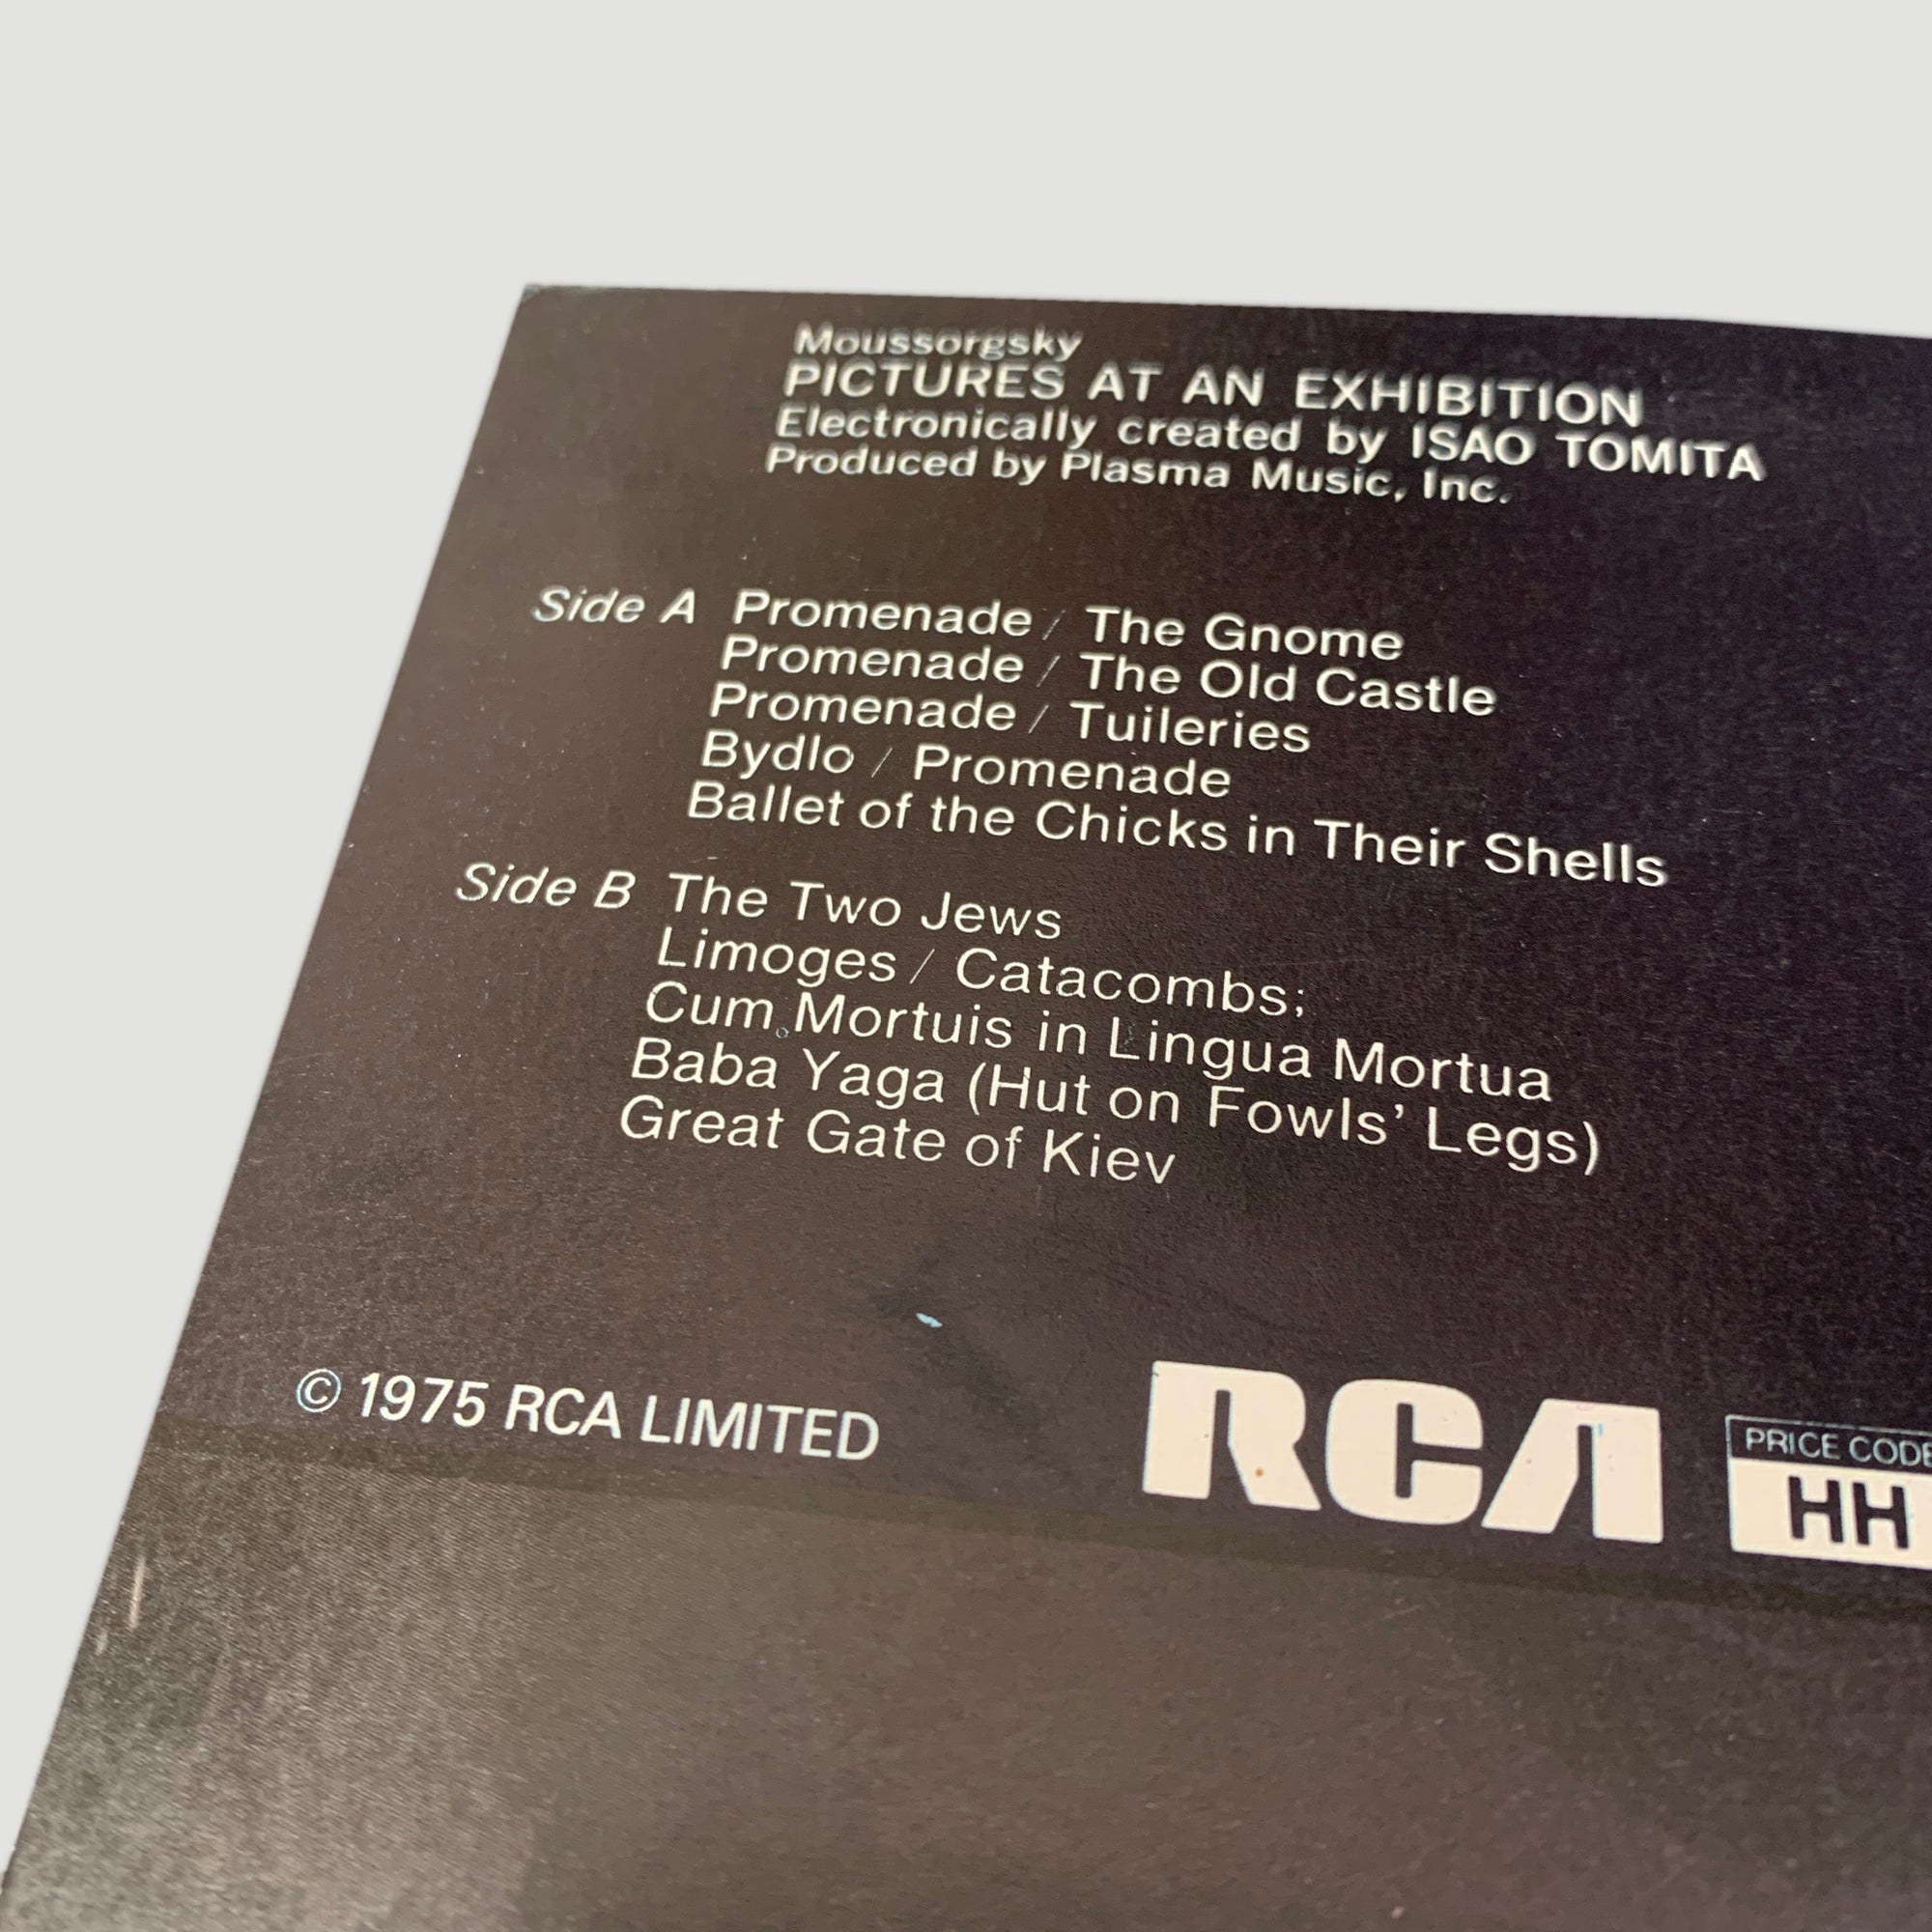 Moussorgsky
PICTURES AT AN EXHIBITION
Electronically created by ISAO TOMITA
Produced by Plasma Music, Inc.
Side A Promenade / The Gnome
Promenade / The Old Castle
Promenade / Tuileries
Bydlo / Promenade
Ballet of the Chicks in Their Shells
Side B The Two Jews
Limoges / Catacombs;
Cum Mortuis in Lingua Mortua
Baba Yaga (Hut on Fowls' Legs)
Great Gate of Kiev
© 1975 RCA LIMITED
RCA
PRICE CODE
HH